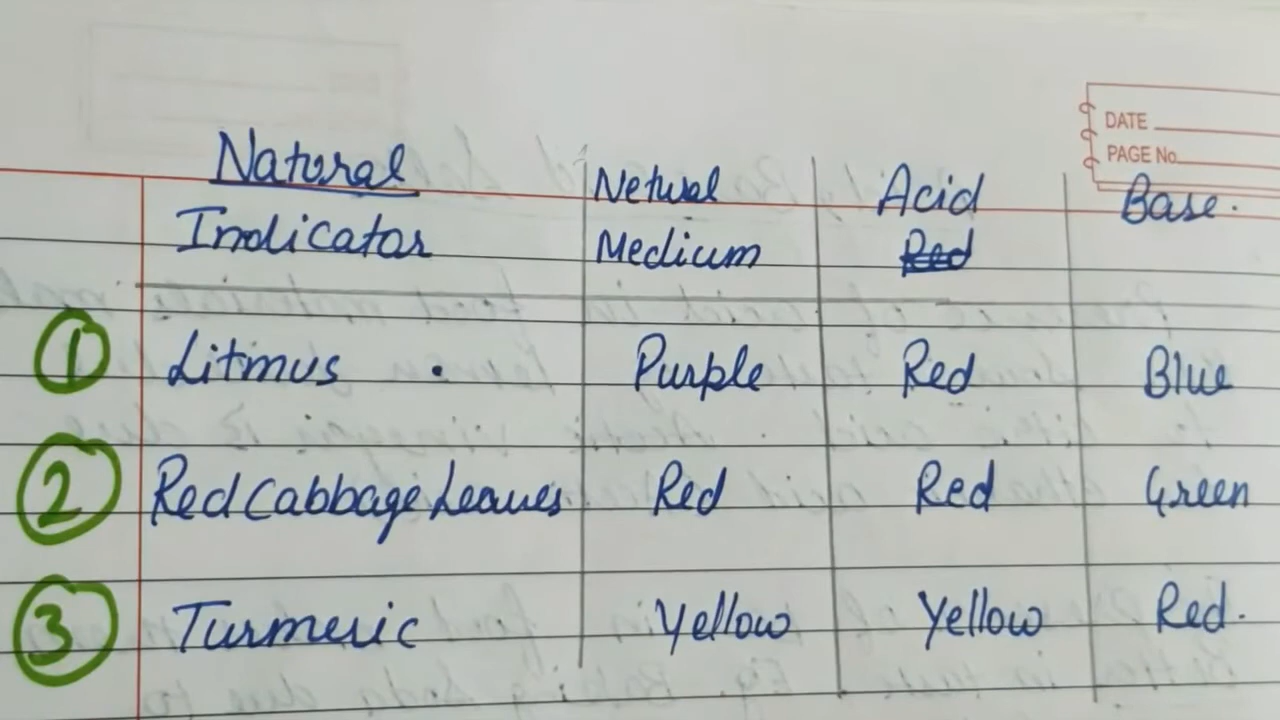 DATE
PAGE No.
Natural Netural Acid Base.
Indicator Medium Red
1 Litmus . Purple Red Blue
2 Red Cabbage Leaves Red Red Green
3 Turmeric Yellow Yellow Red.